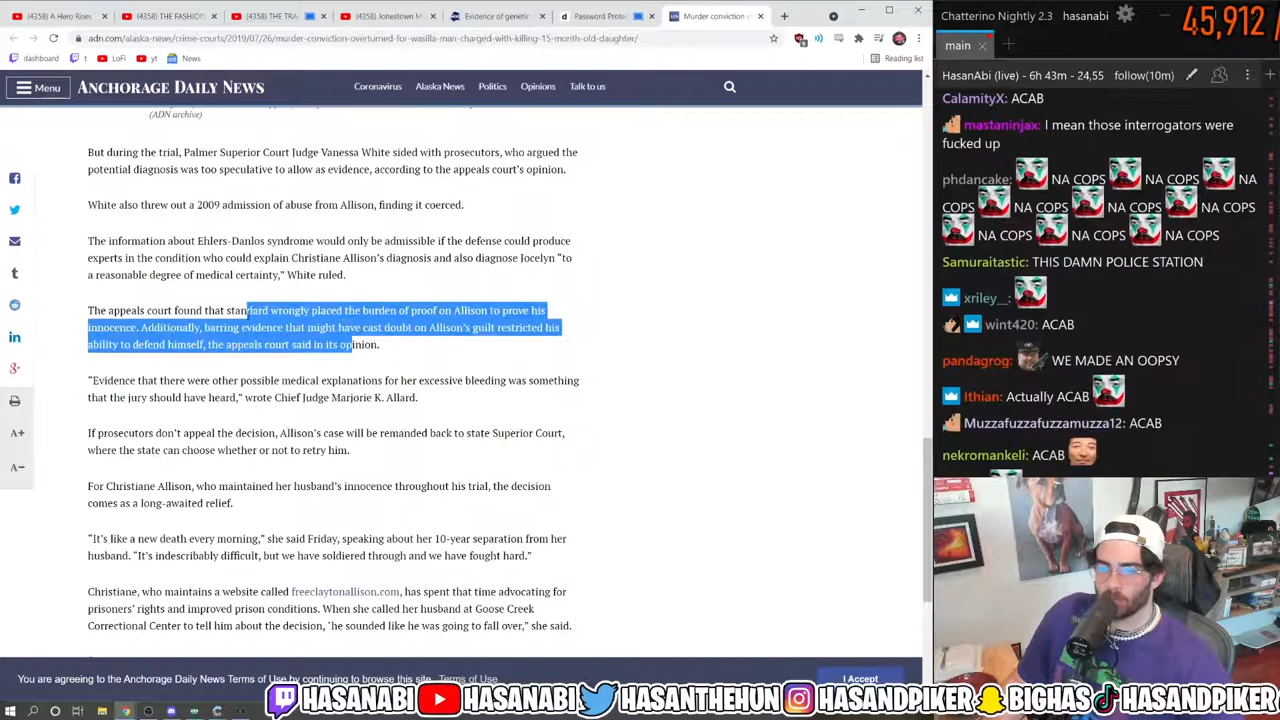 (4358) A Hero Rises
(4358) THE FASHION
(4358) THE TRA
(4358) Jonestown M
Evidence of genetic
Password Prote
Murder conviction o
adn.com/alaska-news/crime-courts/2019/07/26/murder-conviction-overturned-for-wasilla-man-charged-with-killing-15-month-old-daughter/
dashboard
t
LoFi
yt
News
Reading list
Menu
ANCHORAGE DAILY NEWS
Coronavirus
Alaska News
Politics
Opinions
Talk to us
(ADN archive)
But during the trial, Palmer Superior Court Judge Vanessa White sided with prosecutors, who argued the
potential diagnosis was too speculative to allow as evidence, according to the appeals court's opinion.
White also threw out a 2009 admission of abuse from Allison, finding it coerced.
The information about Ehlers-Danlos syndrome would only be admissible if the defense could produce
experts in the condition who could explain Christiane Allison's diagnosis and also diagnose Jocelyn “to
a reasonable degree of medical certainty,” White ruled.
The appeals court found that standard wrongly placed the burden of proof on Allison to prove his
innocence. Additionally, barring evidence that might have cast doubt on Allison's guilt restricted his
ability to defend himself, the appeals court said in its opinion.
“Evidence that there were other possible medical explanations for her excessive bleeding was something
that the jury should have heard,” wrote Chief Judge Marjorie K. Allard.
If prosecutors don't appeal the decision, Allison's case will be remanded back to state Superior Court,
where the state can choose whether or not to retry him.
For Christiane Allison, who maintained her husband's innocence throughout his trial, the decision
comes as a long-awaited relief.
“It's like a new death every morning,” she said Friday, speaking about her 10-year separation from her
husband. “It's indescribably difficult, but we have soldiered through and we have fought hard.”
Christiane, who maintains a website called freeclaytonallison.com, has spent that time advocating for
prisoners' rights and improved prison conditions. When she called her husband at Goose Creek
Correctional Center to tell him about the decision, "he sounded like he was going to fall over,” she said.
A+
A-
You are agreeing to the Anchorage Daily News Terms of Use by continuing to browse this site. Terms of Use
I Accept
Chatterino Nightly 2.3
hasanabi
45,912
main
HasanAbi (live) - 6h 43m - 24,55
follow(10m)
CalamityX: ACAB
mastaninjax: I mean those interrogators were
fucked up
phdancake: NA COPS NA COPS NA
COPS NA COPS NA COPS NA COPS
NA COPS NA COPS
Samuraitastic: THIS DAMN POLICE STATION
xriley__:
wint420: ACAB
pandagrog: WE MADE AN OOPSY
Ithian: Actually ACAB
Muzzafuzzafuzzamuzza12: ACAB
nekromankeli: ACAB
HASANABI
HASANABI
HASANTHEHUN
HASANDPIKER
BIGHAS
HASANDPIKER